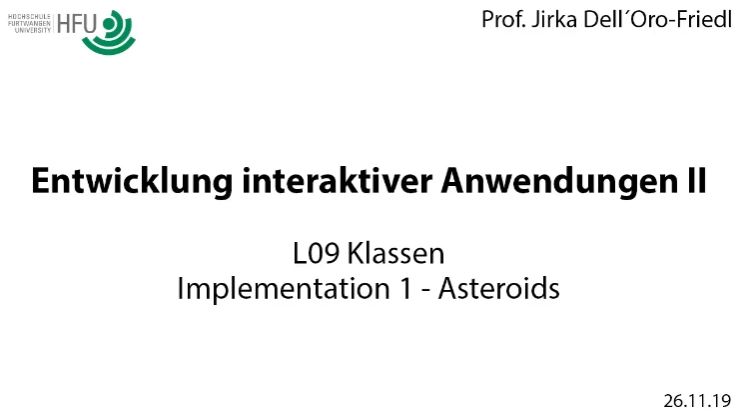 HOCHSCHULE
FURTWANGEN
UNIVERSITY
HFU
Prof. Jirka Dell´Oro-Friedl
Entwicklung interaktiver Anwendungen II
L09 Klassen
Implementation 1 - Asteroids
26.11.19